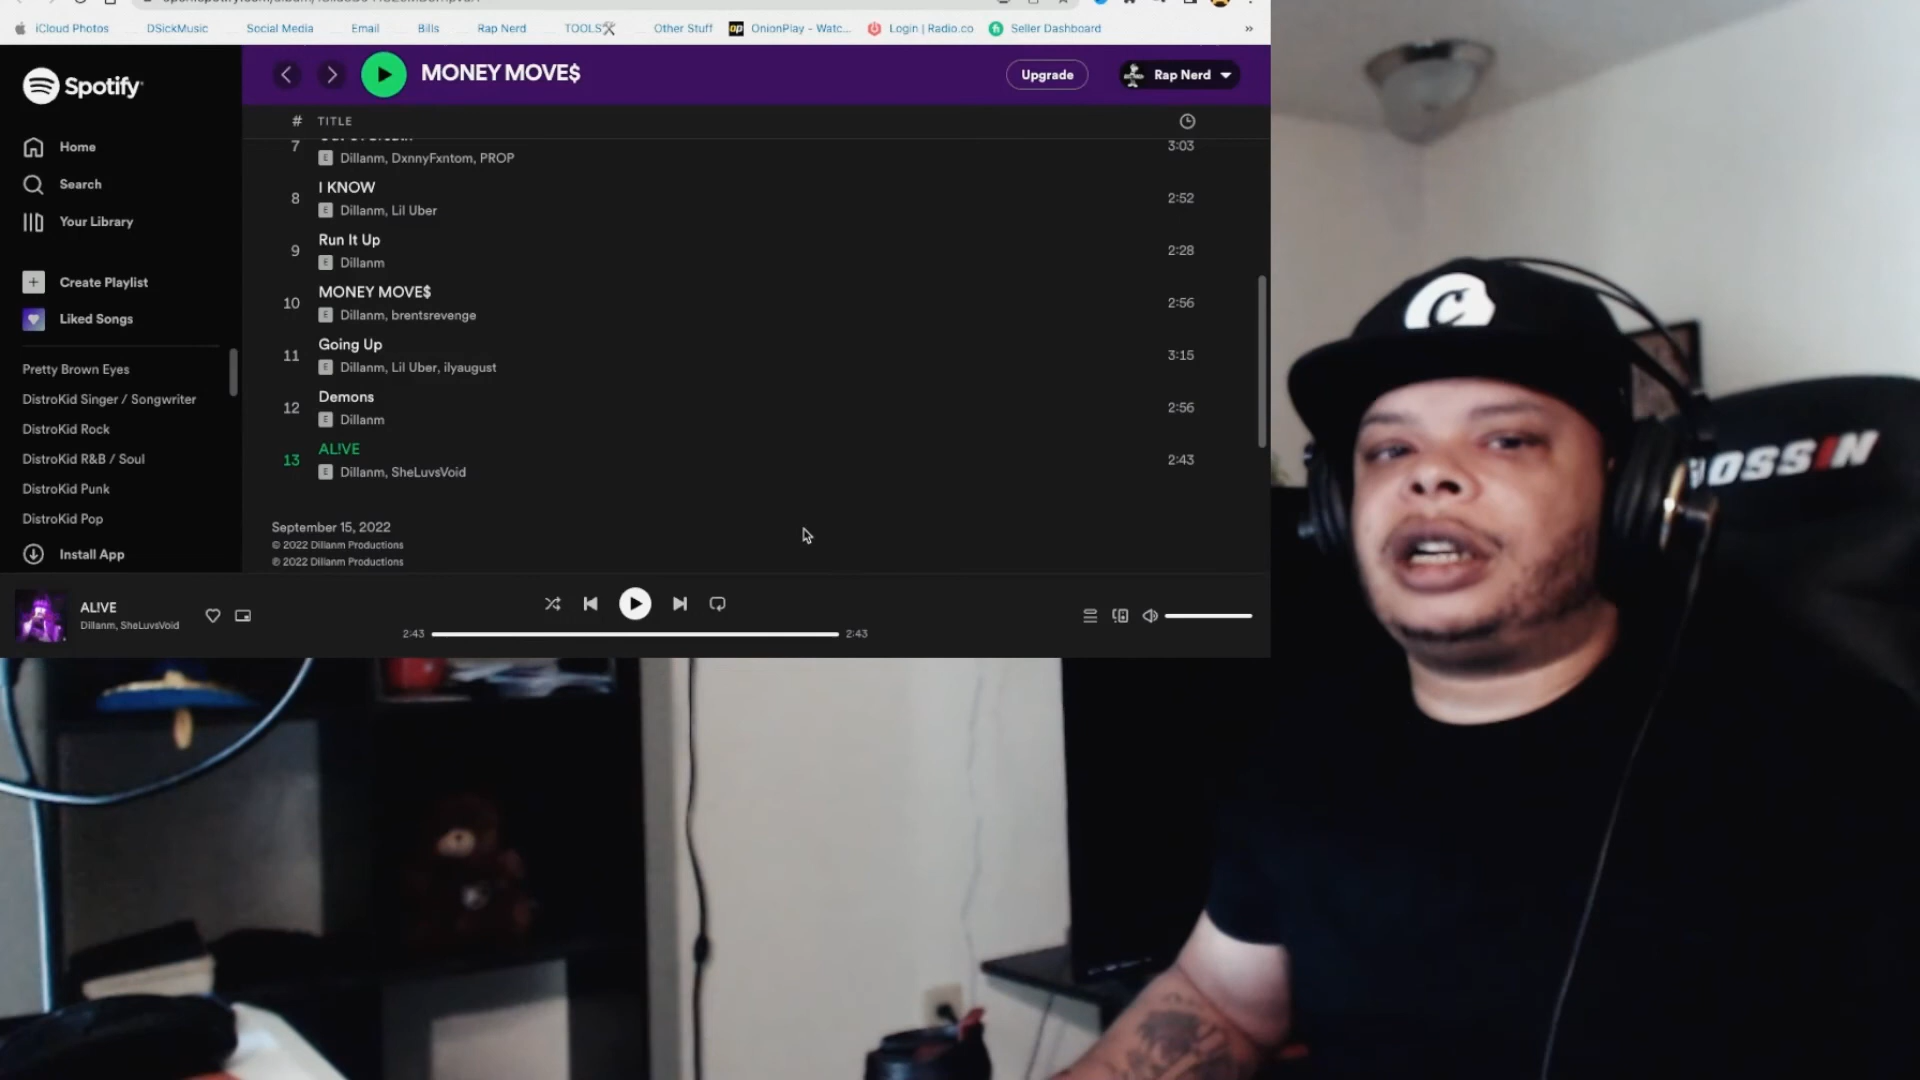 iCloud Photos DSickMusic Social Media Email Bills Rap Nerd TOOLS🛠 Other Stuff op OnionPlay - Watc... Login | Radio.co Seller Dashboard »
Spotify
MONEY MOVE$
Upgrade
Rap Nerd
Home
Search
Your Library
Create Playlist
Liked Songs
Pretty Brown Eyes
DistroKid Singer / Songwriter
DistroKid Rock
DistroKid R&B / Soul
DistroKid Punk
DistroKid Pop
Install App
# TITLE
7 3:03
E Dillanm, DxnnyFxntom, PROP
8 I KNOW 2:52
E Dillanm, Lil Uber
9 Run It Up 2:28
E Dillanm
10 MONEY MOVE$ 2:56
E Dillanm, brentsrevenge
11 Going Up 3:15
E Dillanm, Lil Uber, ilyaugust
12 Demons 2:56
E Dillanm
13 AL!VE 2:43
E Dillanm, SheLuvsVoid
September 15, 2022
© 2022 Dillanm Productions
℗ 2022 Dillanm Productions
AL!VE
Dillanm, SheLuvsVoid
2:43 2:43
C